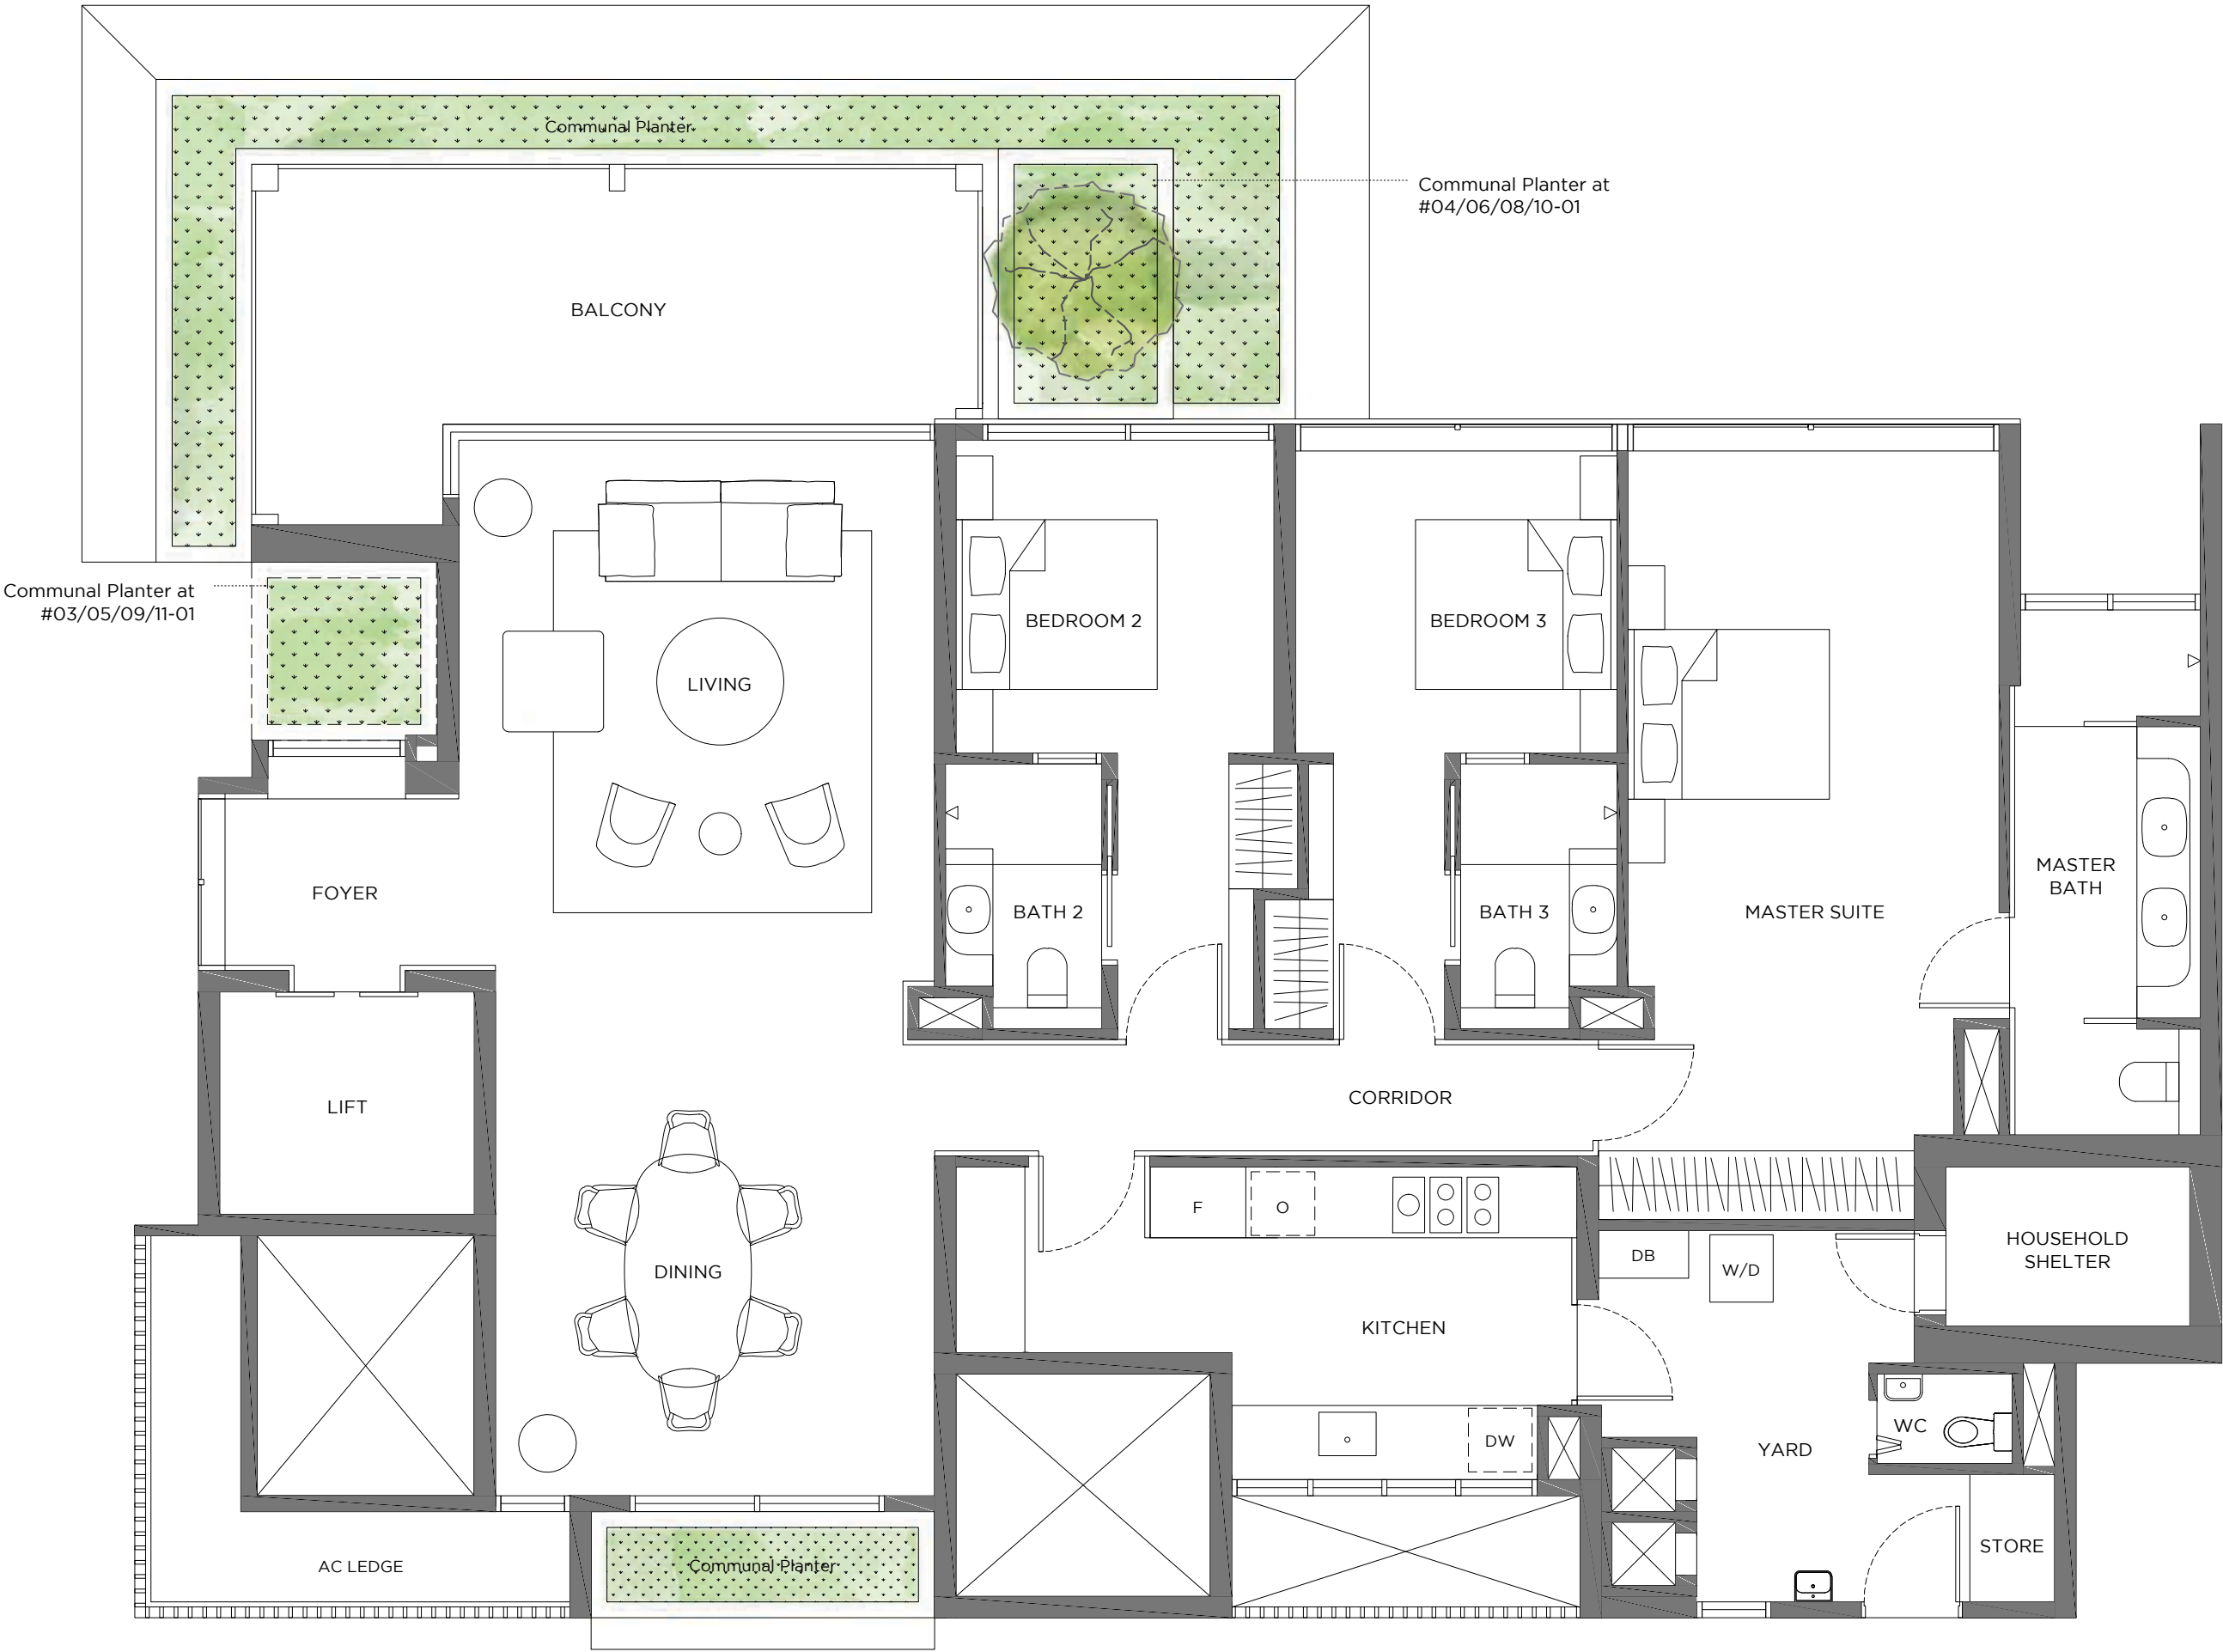 Communal Planter
Communal Planter at
#04/06/08/10-01
BALCONY
Communal Planter at
#03/05/09/11-01
BEDROOM 2
BEDROOM 3
LIVING
FOYER
BATH 2
BATH 3
MASTER SUITE
MASTER
BATH
LIFT
CORRIDOR
F
O
DINING
KITCHEN
DB
W/D
HOUSEHOLD
SHELTER
DW
YARD
WC
AC LEDGE
Communal Planter
STORE